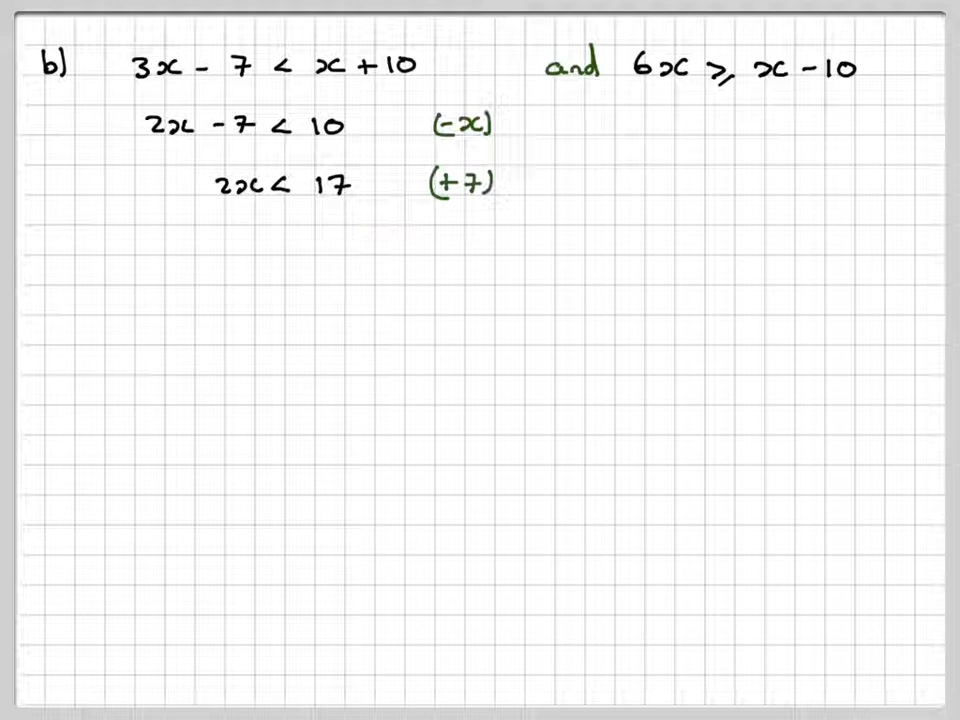 b) 3x - 7 < x + 10 and 6x ⩾ x - 10
2x - 7 < 10 (-x)
2x < 17 (+7)